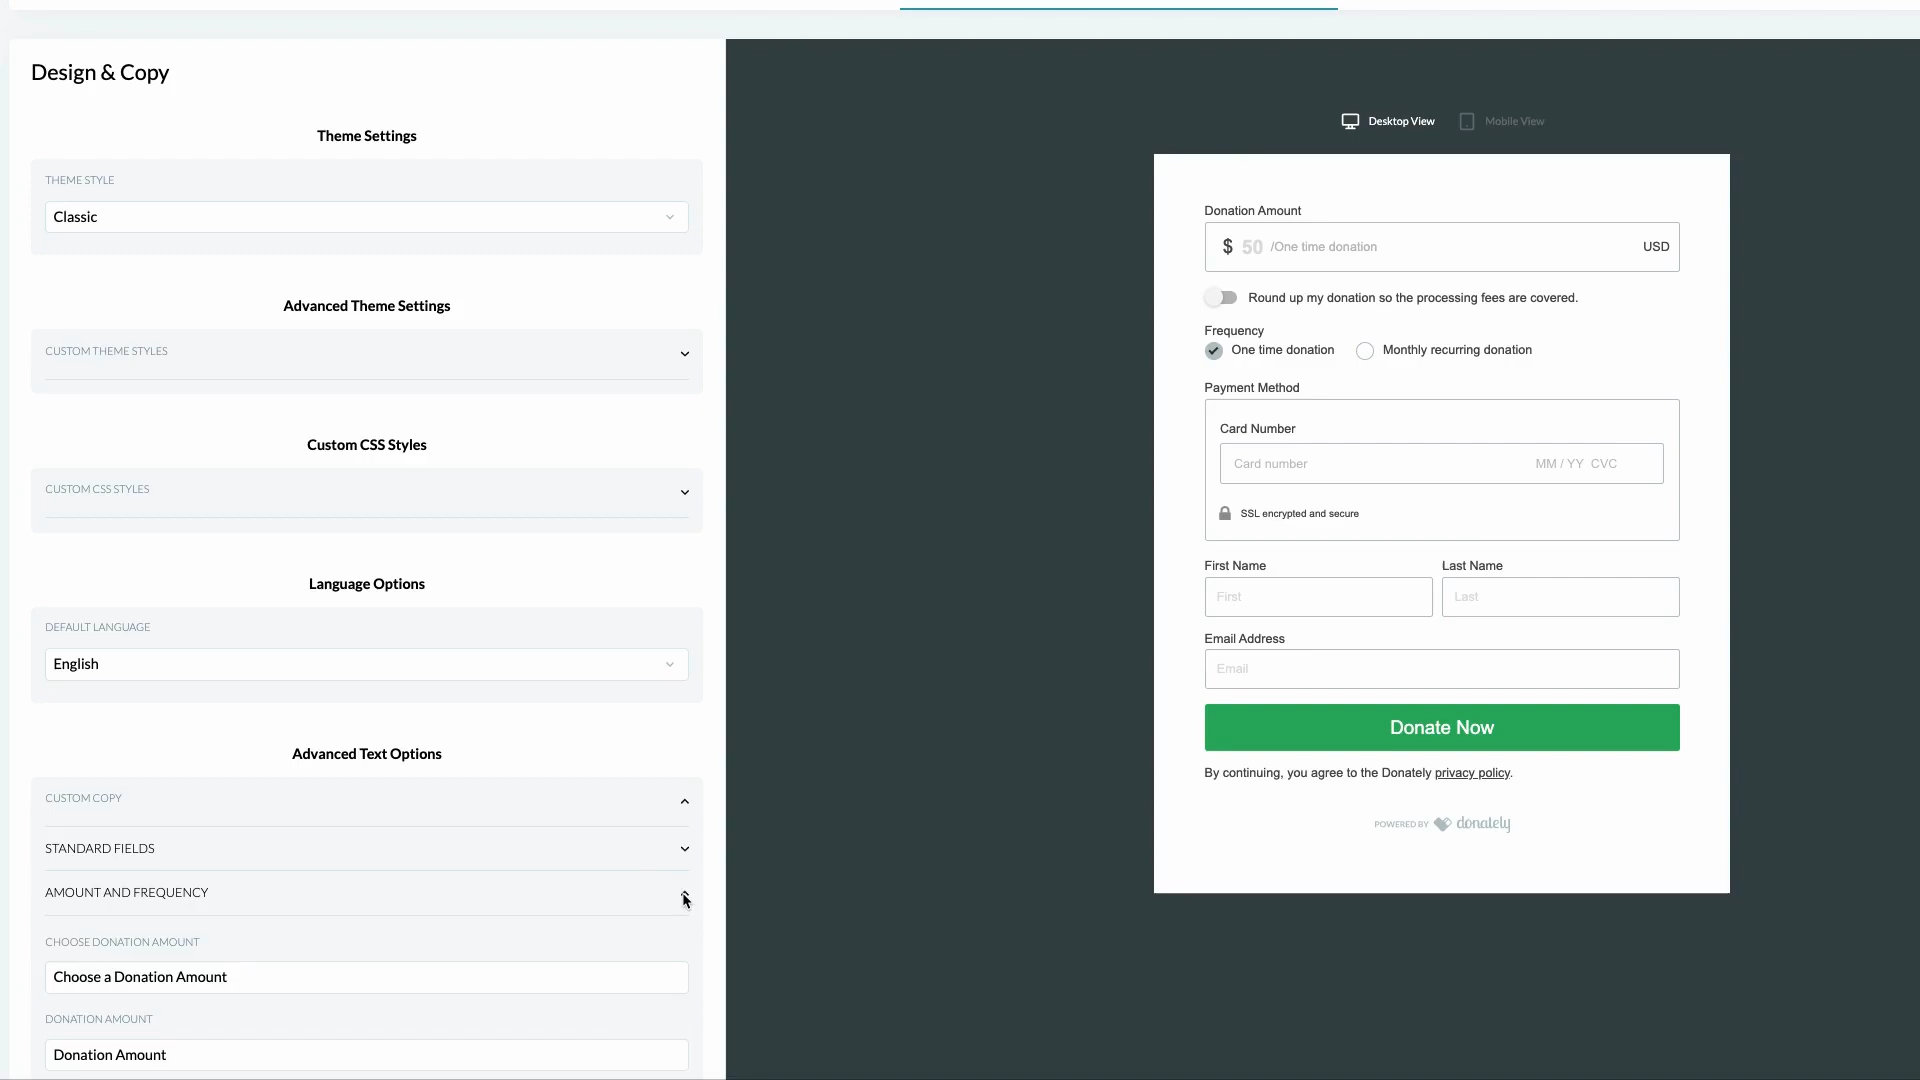 Design & Copy
Theme Settings
THEME STYLE
Classic
Advanced Theme Settings
CUSTOM THEME STYLES
Custom CSS Styles
CUSTOM CSS STYLES
Language Options
DEFAULT LANGUAGE
English
Advanced Text Options
CUSTOM COPY
STANDARD FIELDS
AMOUNT AND FREQUENCY
CHOOSE DONATION AMOUNT
Choose a Donation Amount
DONATION AMOUNT
Donation Amount
Desktop View Mobile View
Donation Amount
$ 50 /One time donation USD
Round up my donation so the processing fees are covered.
Frequency
One time donation Monthly recurring donation
Payment Method
Card Number
Card number MM / YY CVC
SSL encrypted and secure
First Name Last Name
First Last
Email Address
Email
Donate Now
By continuing, you agree to the Donately privacy policy.
POWERED BY donately